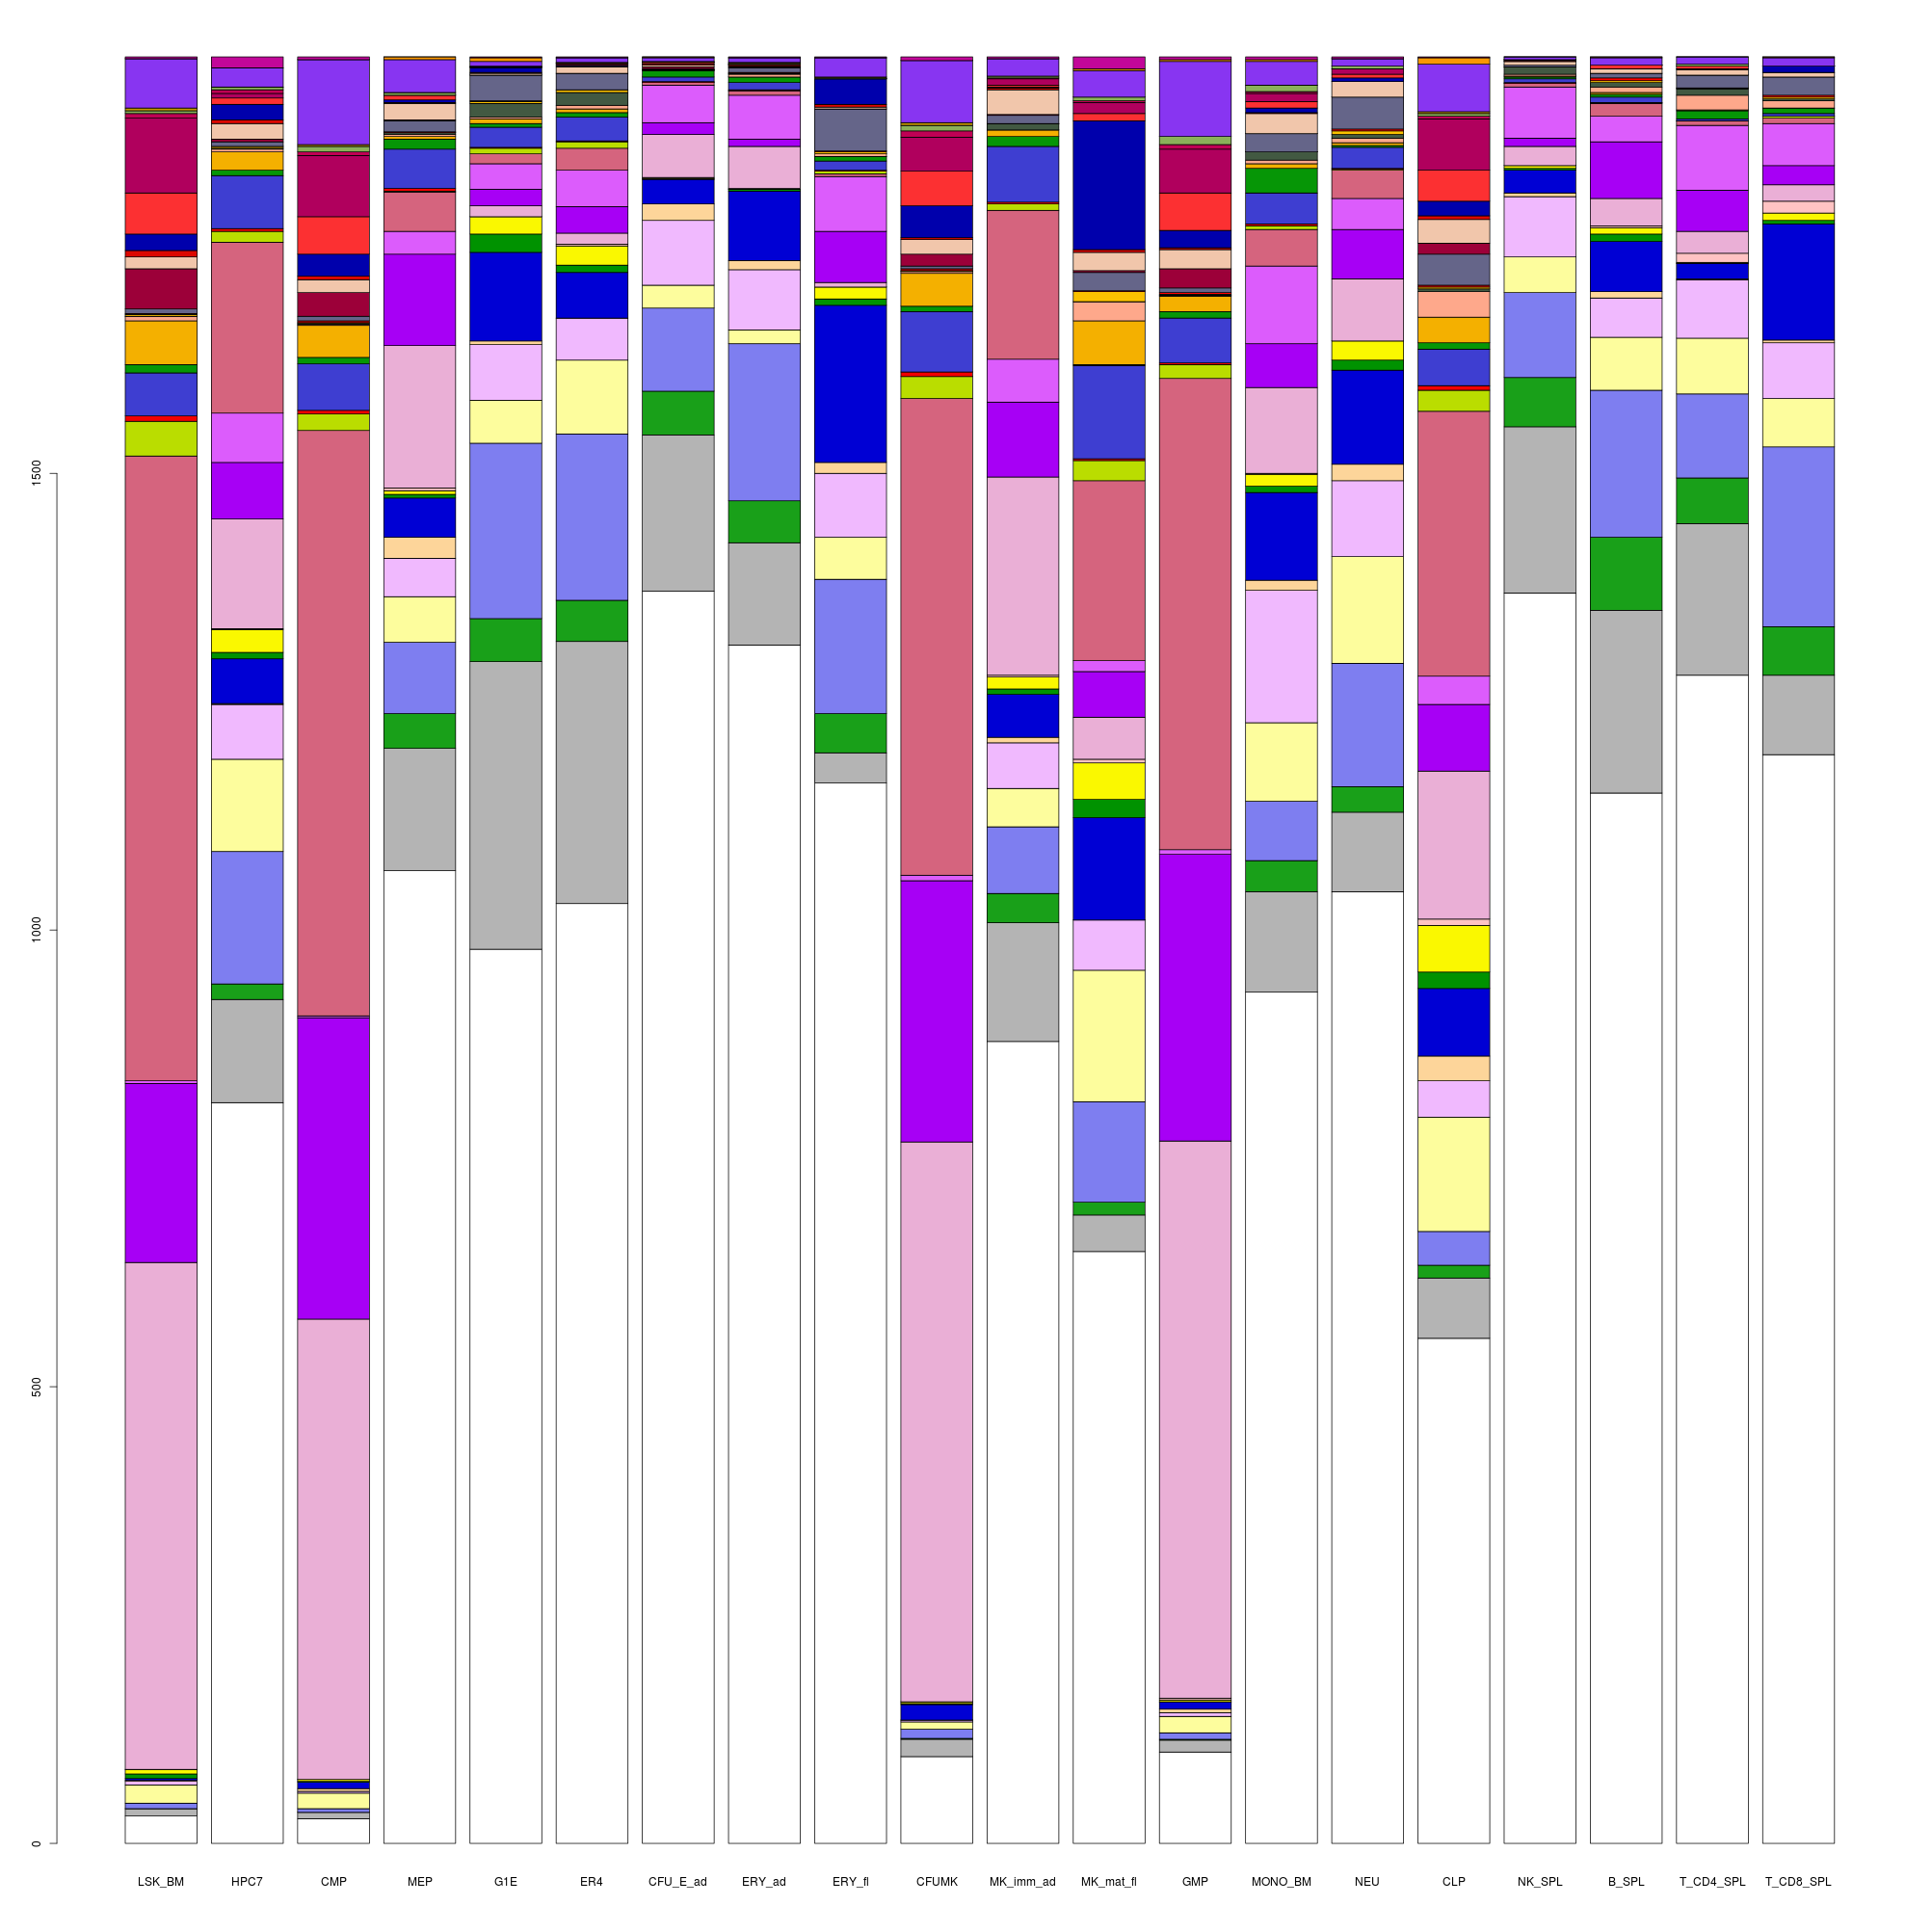 1500
1000
500
0
LSK_BM HPC7 CMP MEP G1E ER4 CFU_E_ad ERY_ad ERY_fl CFUMK MK_imm_ad MK_mat_fl GMP MONO_BM NEU CLP NK_SPL B_SPL T_CD4_SPL T_CD8_SPL